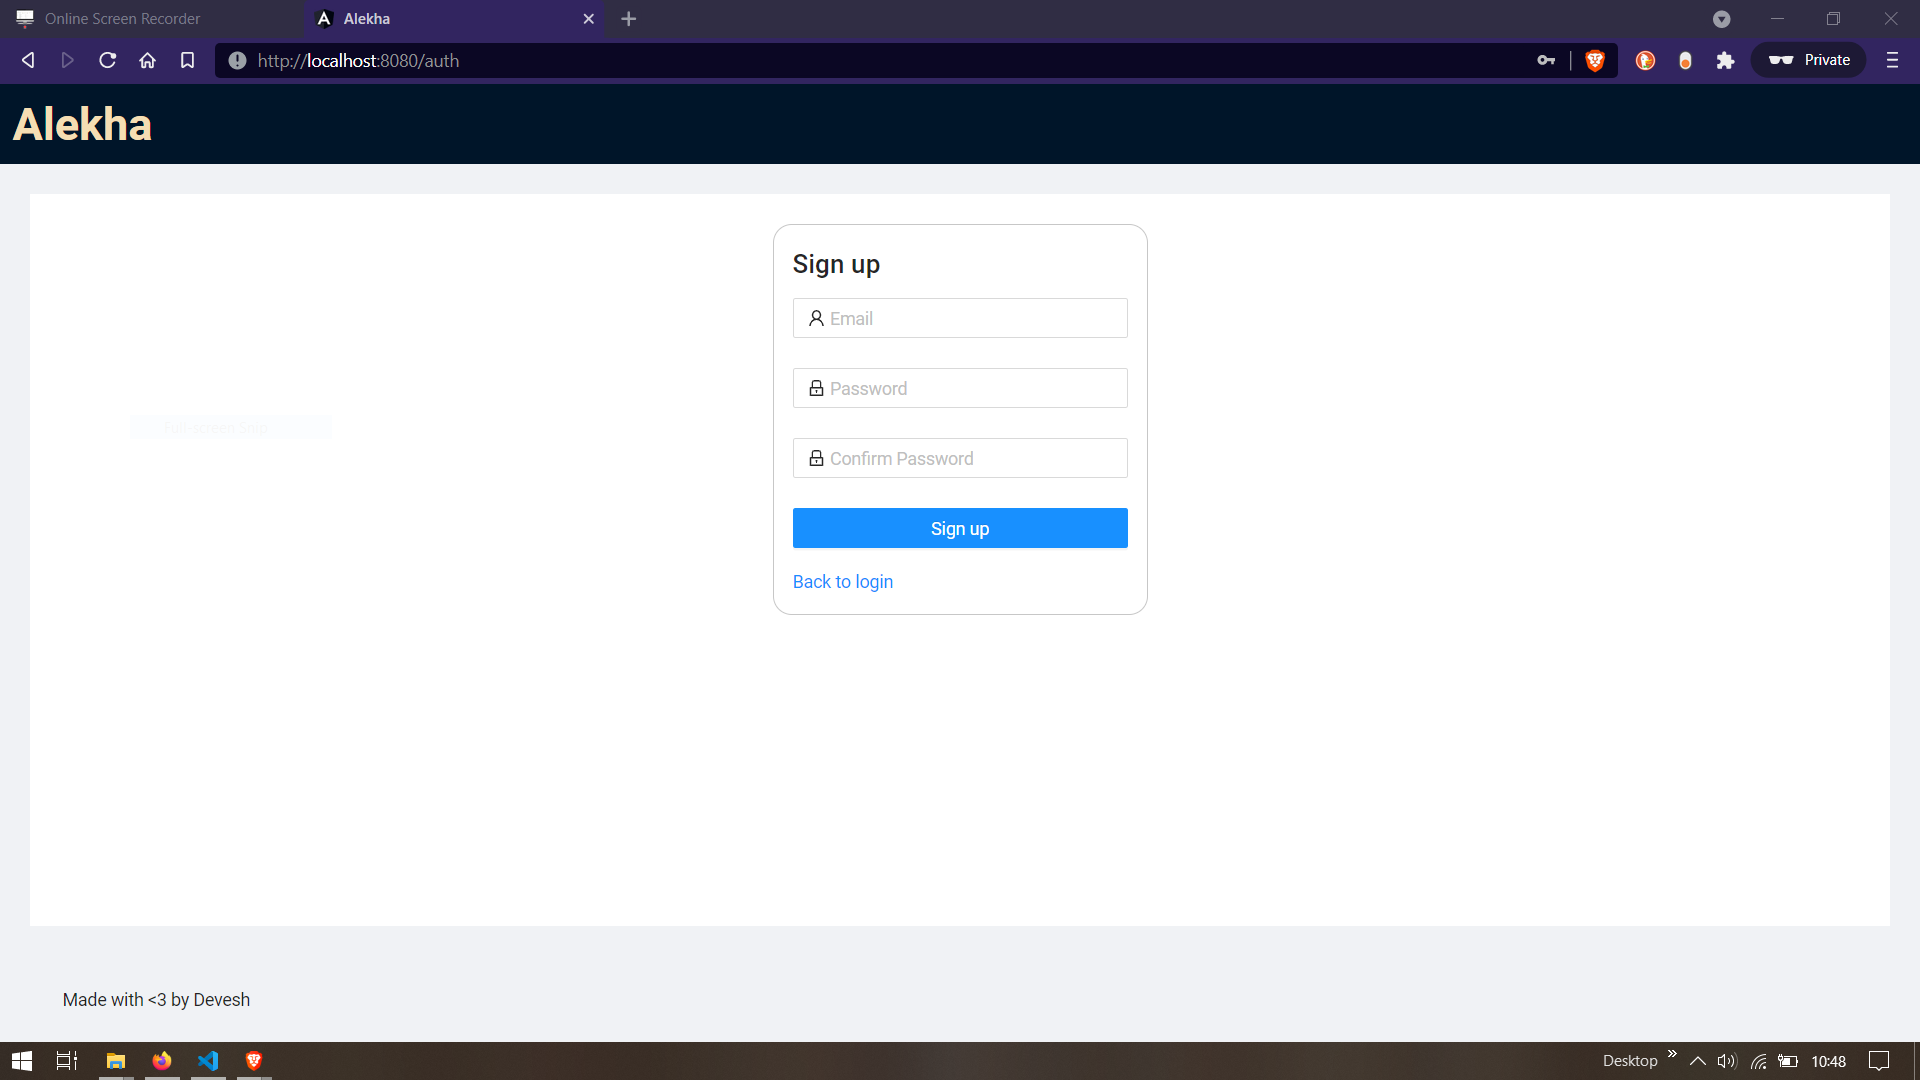 Online Screen Recorder
Alekha
http://localhost:8080/auth
Private
Alekha
Sign up
Email
Password
Full-screen Snip
Confirm Password
Sign up
Back to login
Made with <3 by Devesh
Desktop
10:48